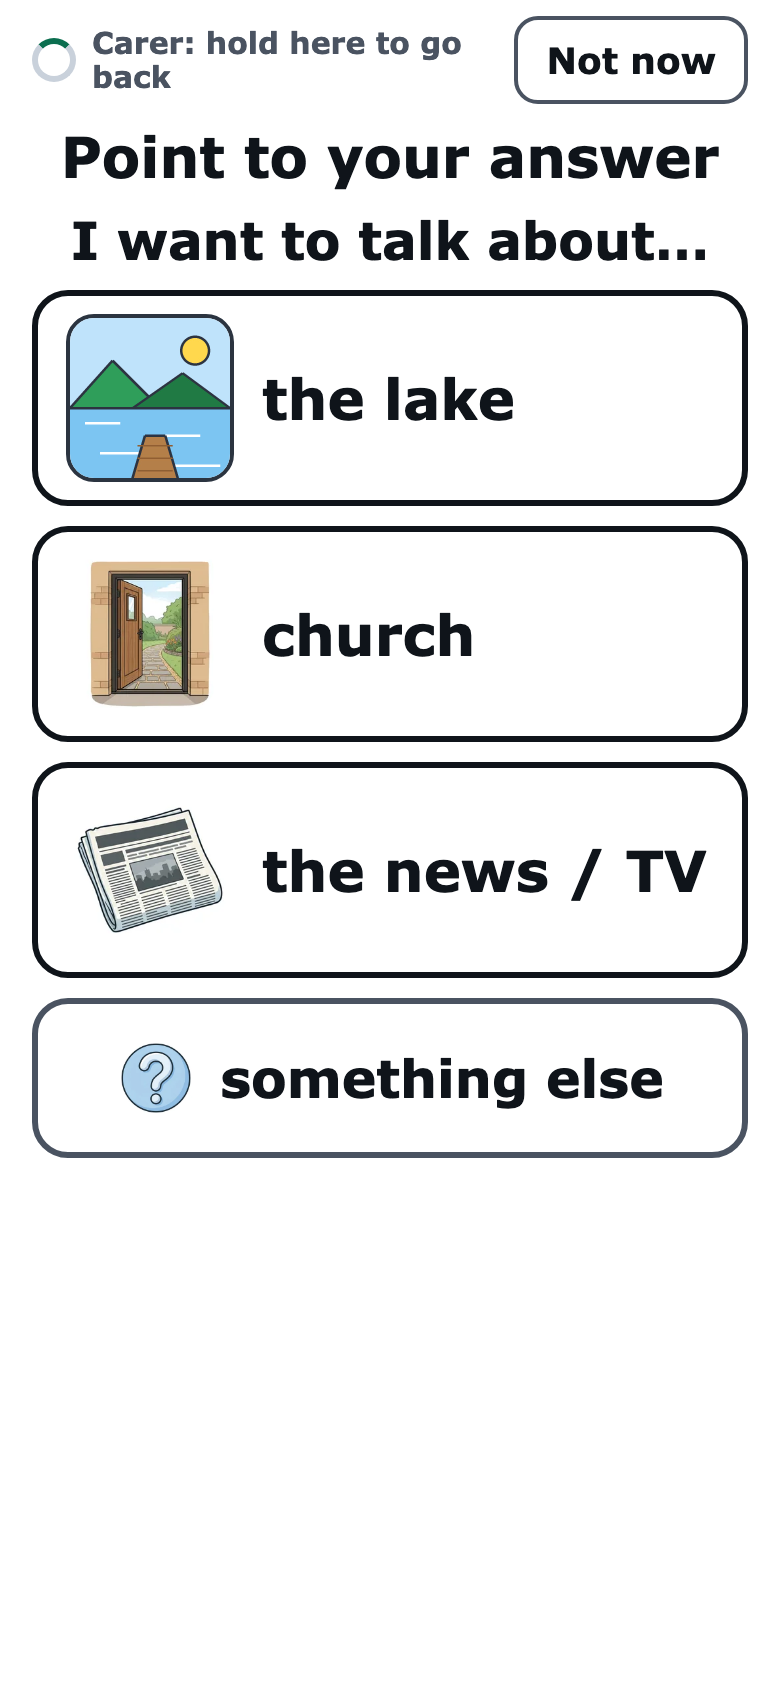 Carer: hold here to go
back
Not now
Point to your answer
I want to talk about...
the lake
church
the news / TV
something else